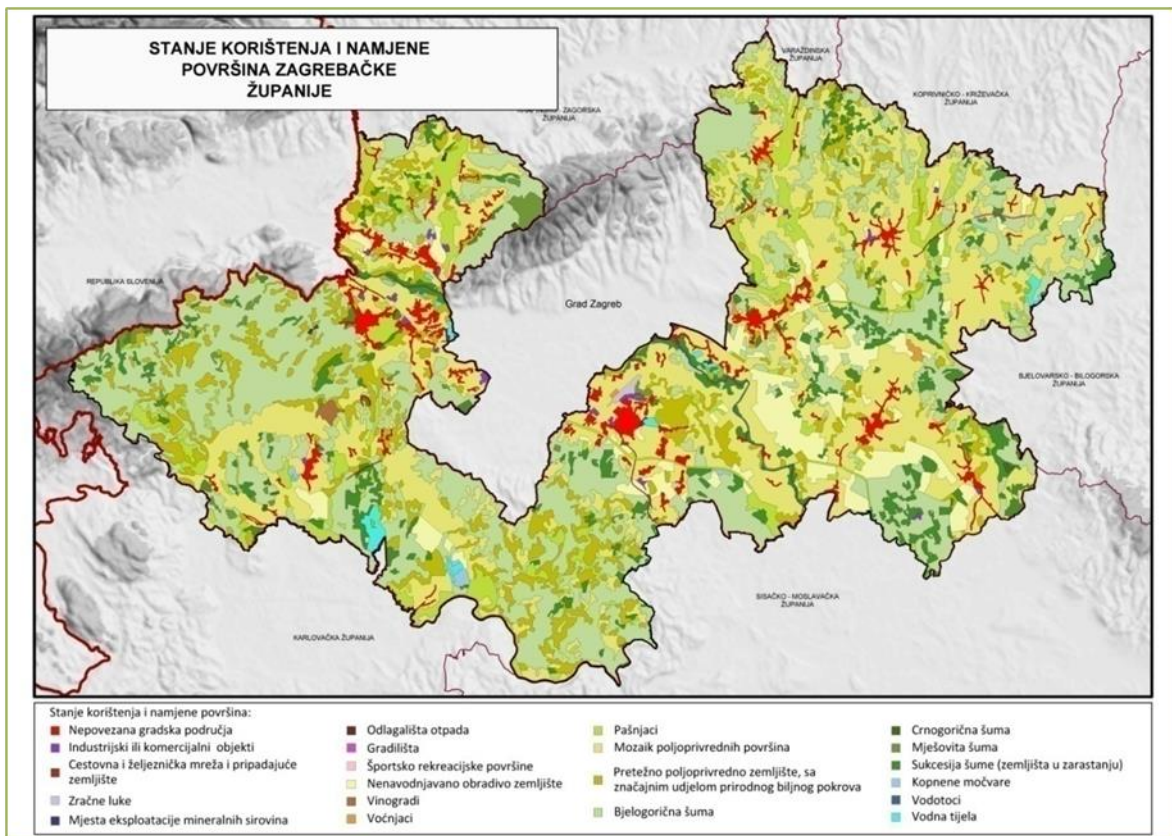 STANJE KORIŠTENJA I NAMJENE
POVRŠINA ZAGREBAČKE
ŽUPANIJE
VARAŽDINSKA
ŽUPANIJA
KOPRIVNIČKO - KRIŽEVAČKA
ŽUPANIJA
- ZAGORSKA
ŽUPANIJA
REPUBLIKA SLOVENIJA
Grad Zagreb
BJELOVARSKO - BILOGORSKA
ŽUPANIJA
SISAČKO - MOSLAVAČKA
ŽUPANIJA
KARLOVAČKA ŽUPANIJA
Stanje korištenja i namjene površina:
Nepovezana gradska područja
Industrijski ili komercijalni objekti
Cestovna i željeznička mreža i pripadajuće
zemljište
Zračne luke
Mjesta eksploatacije mineralnih sirovina
Odlagališta otpada
Gradilišta
Športsko rekreacijske površine
Nenavodnjavano obradivo zemljište
Vinogradi
Voćnjaci
Pašnjaci
Mozaik poljoprivrednih površina
Pretežno poljoprivredno zemljište, sa
značajnim udjelom prirodnog biljnog pokrova
Bjelogorična šuma
Crnogorična šuma
Mješovita šuma
Sukcesija šume (zemljišta u zarastanju)
Kopnene močvare
Vodotoci
Vodna tijela